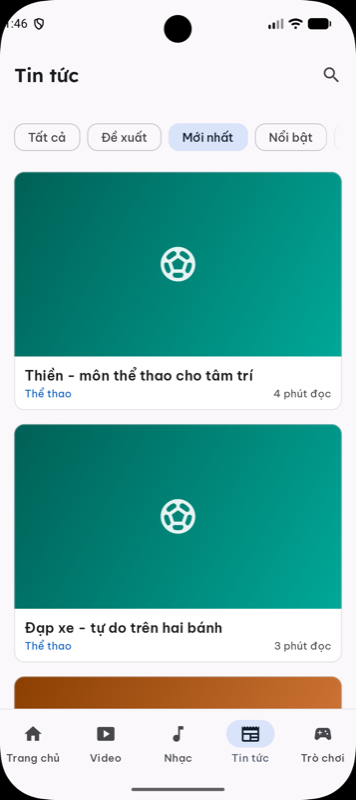 :46
Tin tức
Tất cả
Đề xuất
Mới nhất
Nổi bật
Thiền - môn thể thao cho tâm trí
Thể thao
4 phút đọc
Đạp xe - tự do trên hai bánh
Thể thao
3 phút đọc
Trang chủ
Video
Nhạc
Tin tức
Trò chơi